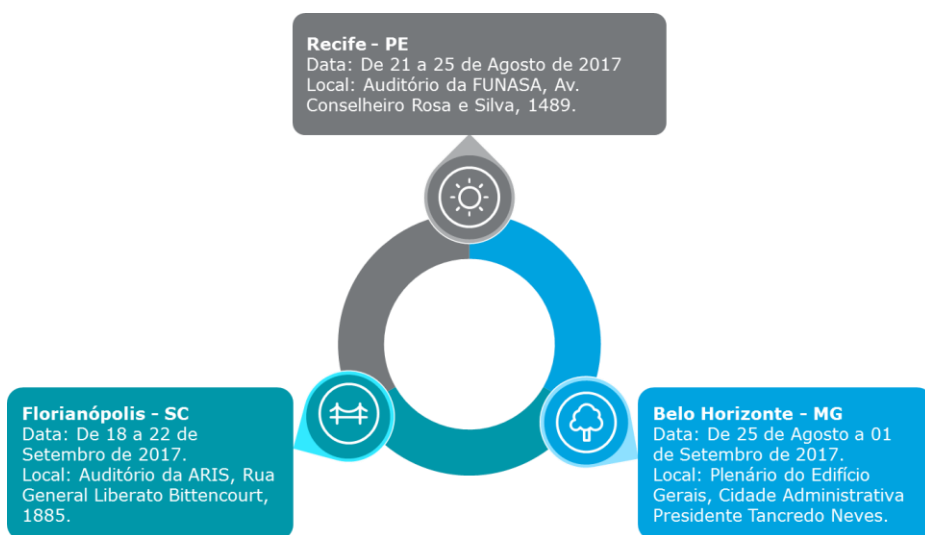 Recife - PE
Data: De 21 a 25 de Agosto de 2017
Local: Auditório da FUNASA, Av.
Conselheiro Rosa e Silva, 1489.
Florianópolis - SC
Data: De 18 a 22 de
Setembro de 2017.
Local: Auditório da ARIS, Rua
General Liberato Bittencourt,
1885.
Belo Horizonte - MG
Data: De 25 de Agosto a 01
de Setembro de 2017.
Local: Plenário do Edifício
Gerais, Cidade Administrativa
Presidente Tancredo Neves.